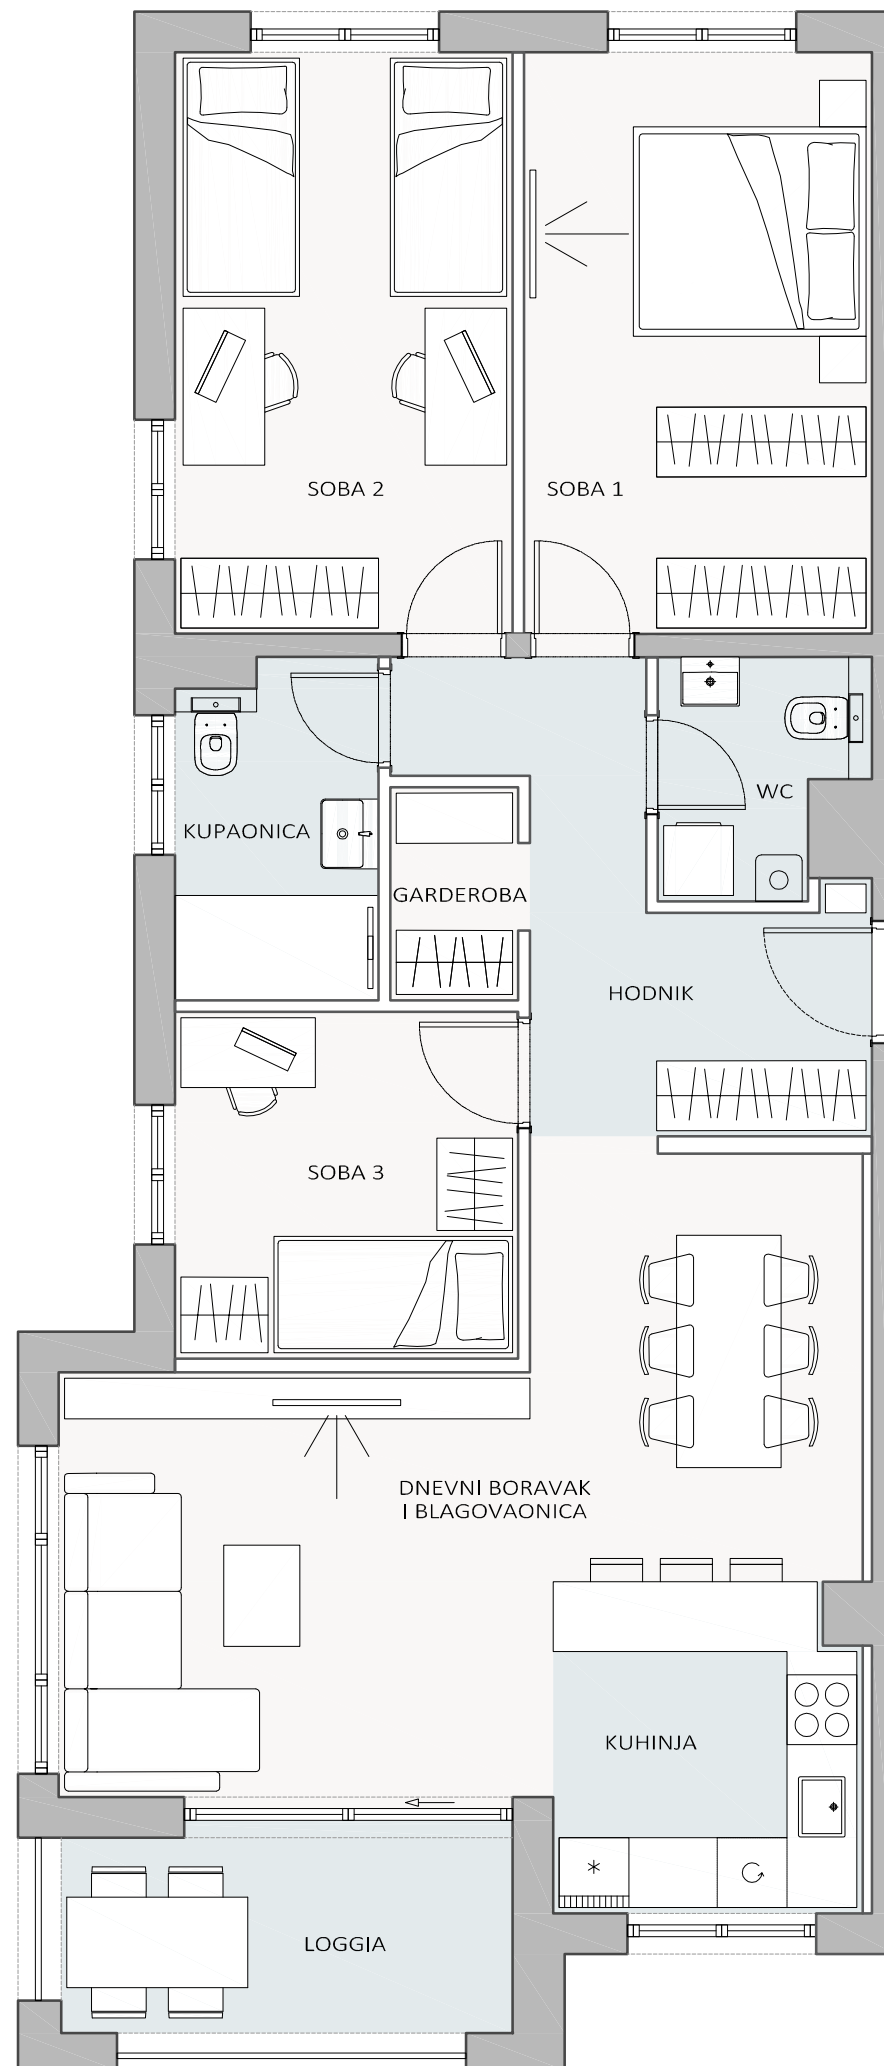 SOBA 2
SOBA 1
KUPAONICA
WC
GARDEROBA
HODNIK
SOBA 3
DNEVNI BORAVAK
I BLAGOVAONICA
KUHINJA
LOGGIA